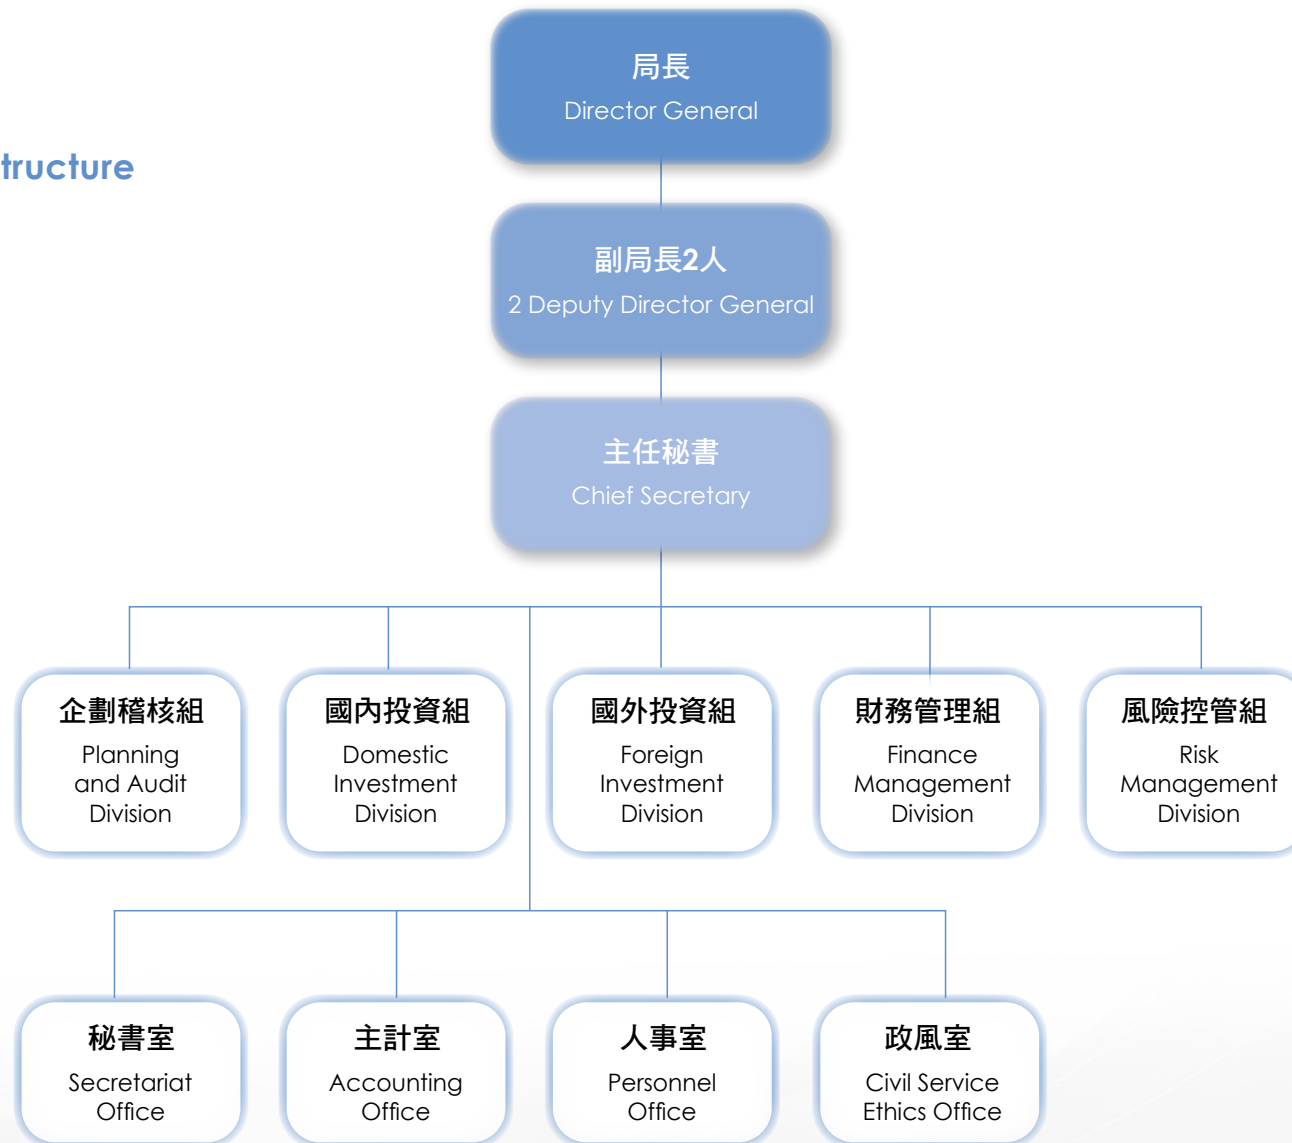 局長
Director General
tructure
副局長2人
2 Deputy Director General
主任秘書
Chief Secretary
企劃稽核組
Planning
and Audit
Division
國內投資組
Domestic
Investment
Division
國外投資組
Foreign
Investment
Division
財務管理組
Finance
Management
Division
風險控管組
Risk
Management
Division
秘書室
Secretariat
Office
主計室
Accounting
Office
人事室
Personnel
Office
政風室
Civil Service
Ethics Office